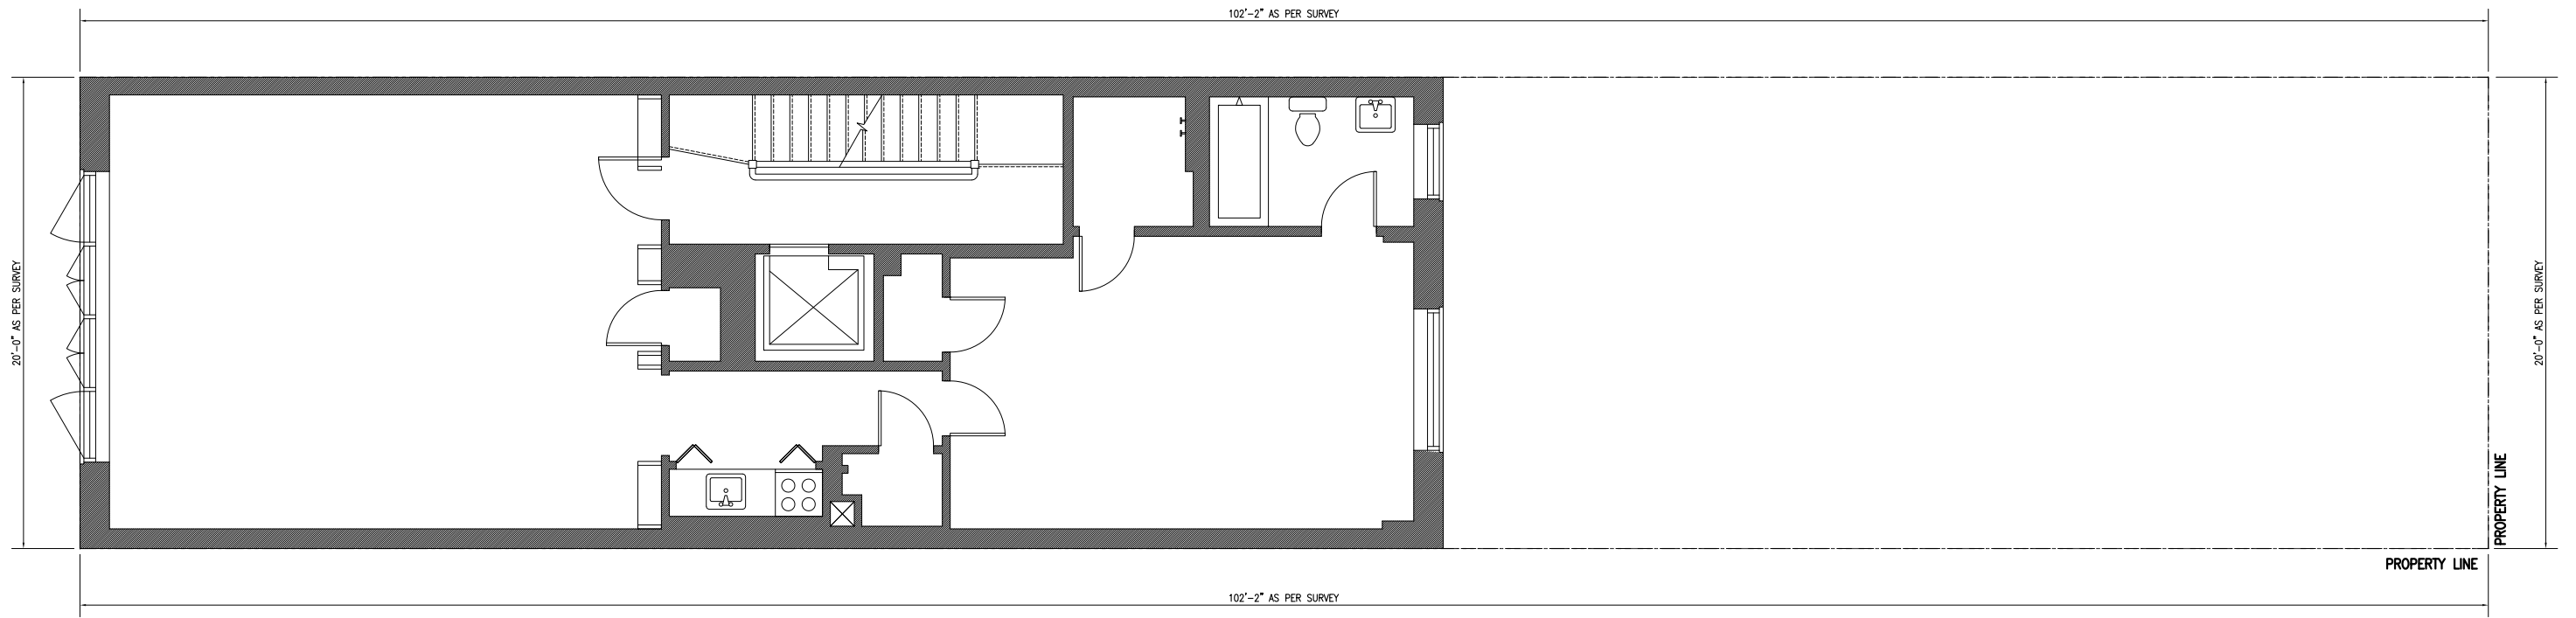 102'-2" AS PER SURVEY
20'-0" AS PER SURVEY
20'-0" AS PER SURVEY
PROPERTY LINE
PROPERTY LINE
102'-2" AS PER SURVEY